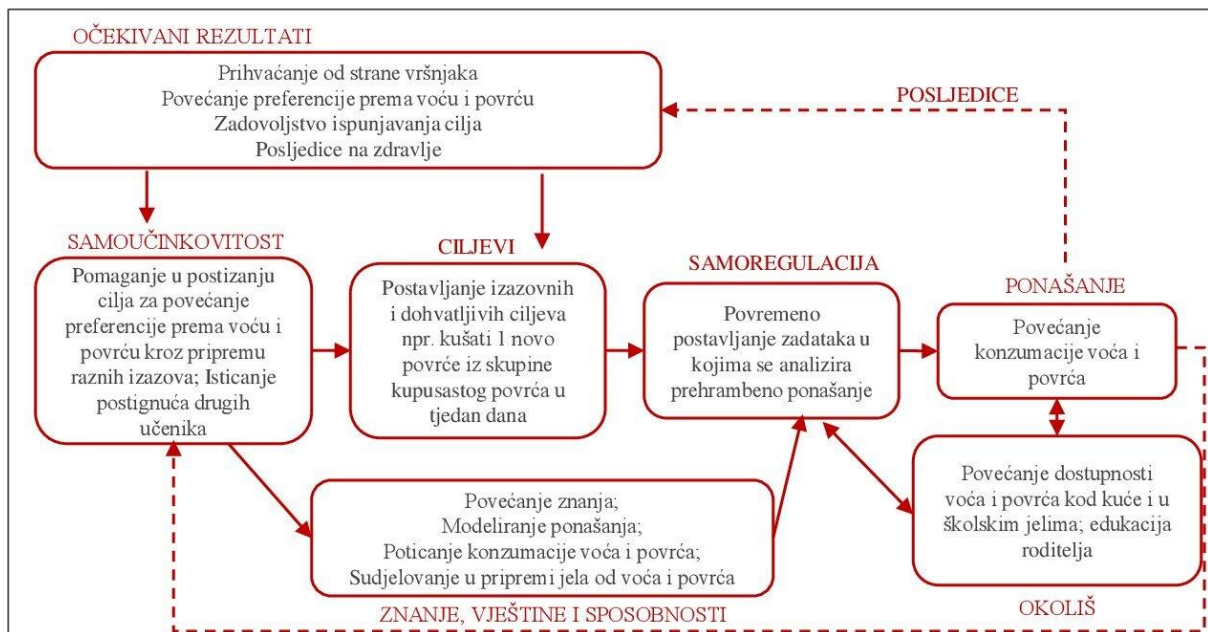 OČEKIVANI REZULTATI
Prihvaćanje od strane vršnjaka
Povećanje preferencije prema voću i povrću
Zadovoljstvo ispunjavanja cilja
Posljedice na zdravlje
POSLJEDICE
SAMOUČINKOVITOST
Pomaganje u postizanju
cilja za povećanje
preferencije prema voću i
povrću kroz pripremu
raznih izazova; Isticanje
postignuća drugih
učenika
CILJEVI
Postavljanje izazovnih
i dohvatljivih ciljeva
npr. kušati 1 novo
povrće iz skupine
kupusastog povrća u
tjedan dana
SAMOREGULACIJA
Povremeno
postavljanje zadataka u
kojima se analizira
prehrambeno ponašanje
PONAŠANJE
Povećanje
konzumacije voća i
povrća
Povećanje znanja;
Modeliranje ponašanja;
Poticanje konzumacije voća i povrća;
Sudjelovanje u pripremi jela od voća i povrća
ZNANJE, VJEŠTINE I SPOSOBNOSTI
Povećanje dostupnosti
voća i povrća kod kuće i u
školskim jelima; edukacija
roditelja
OKOLIŠ